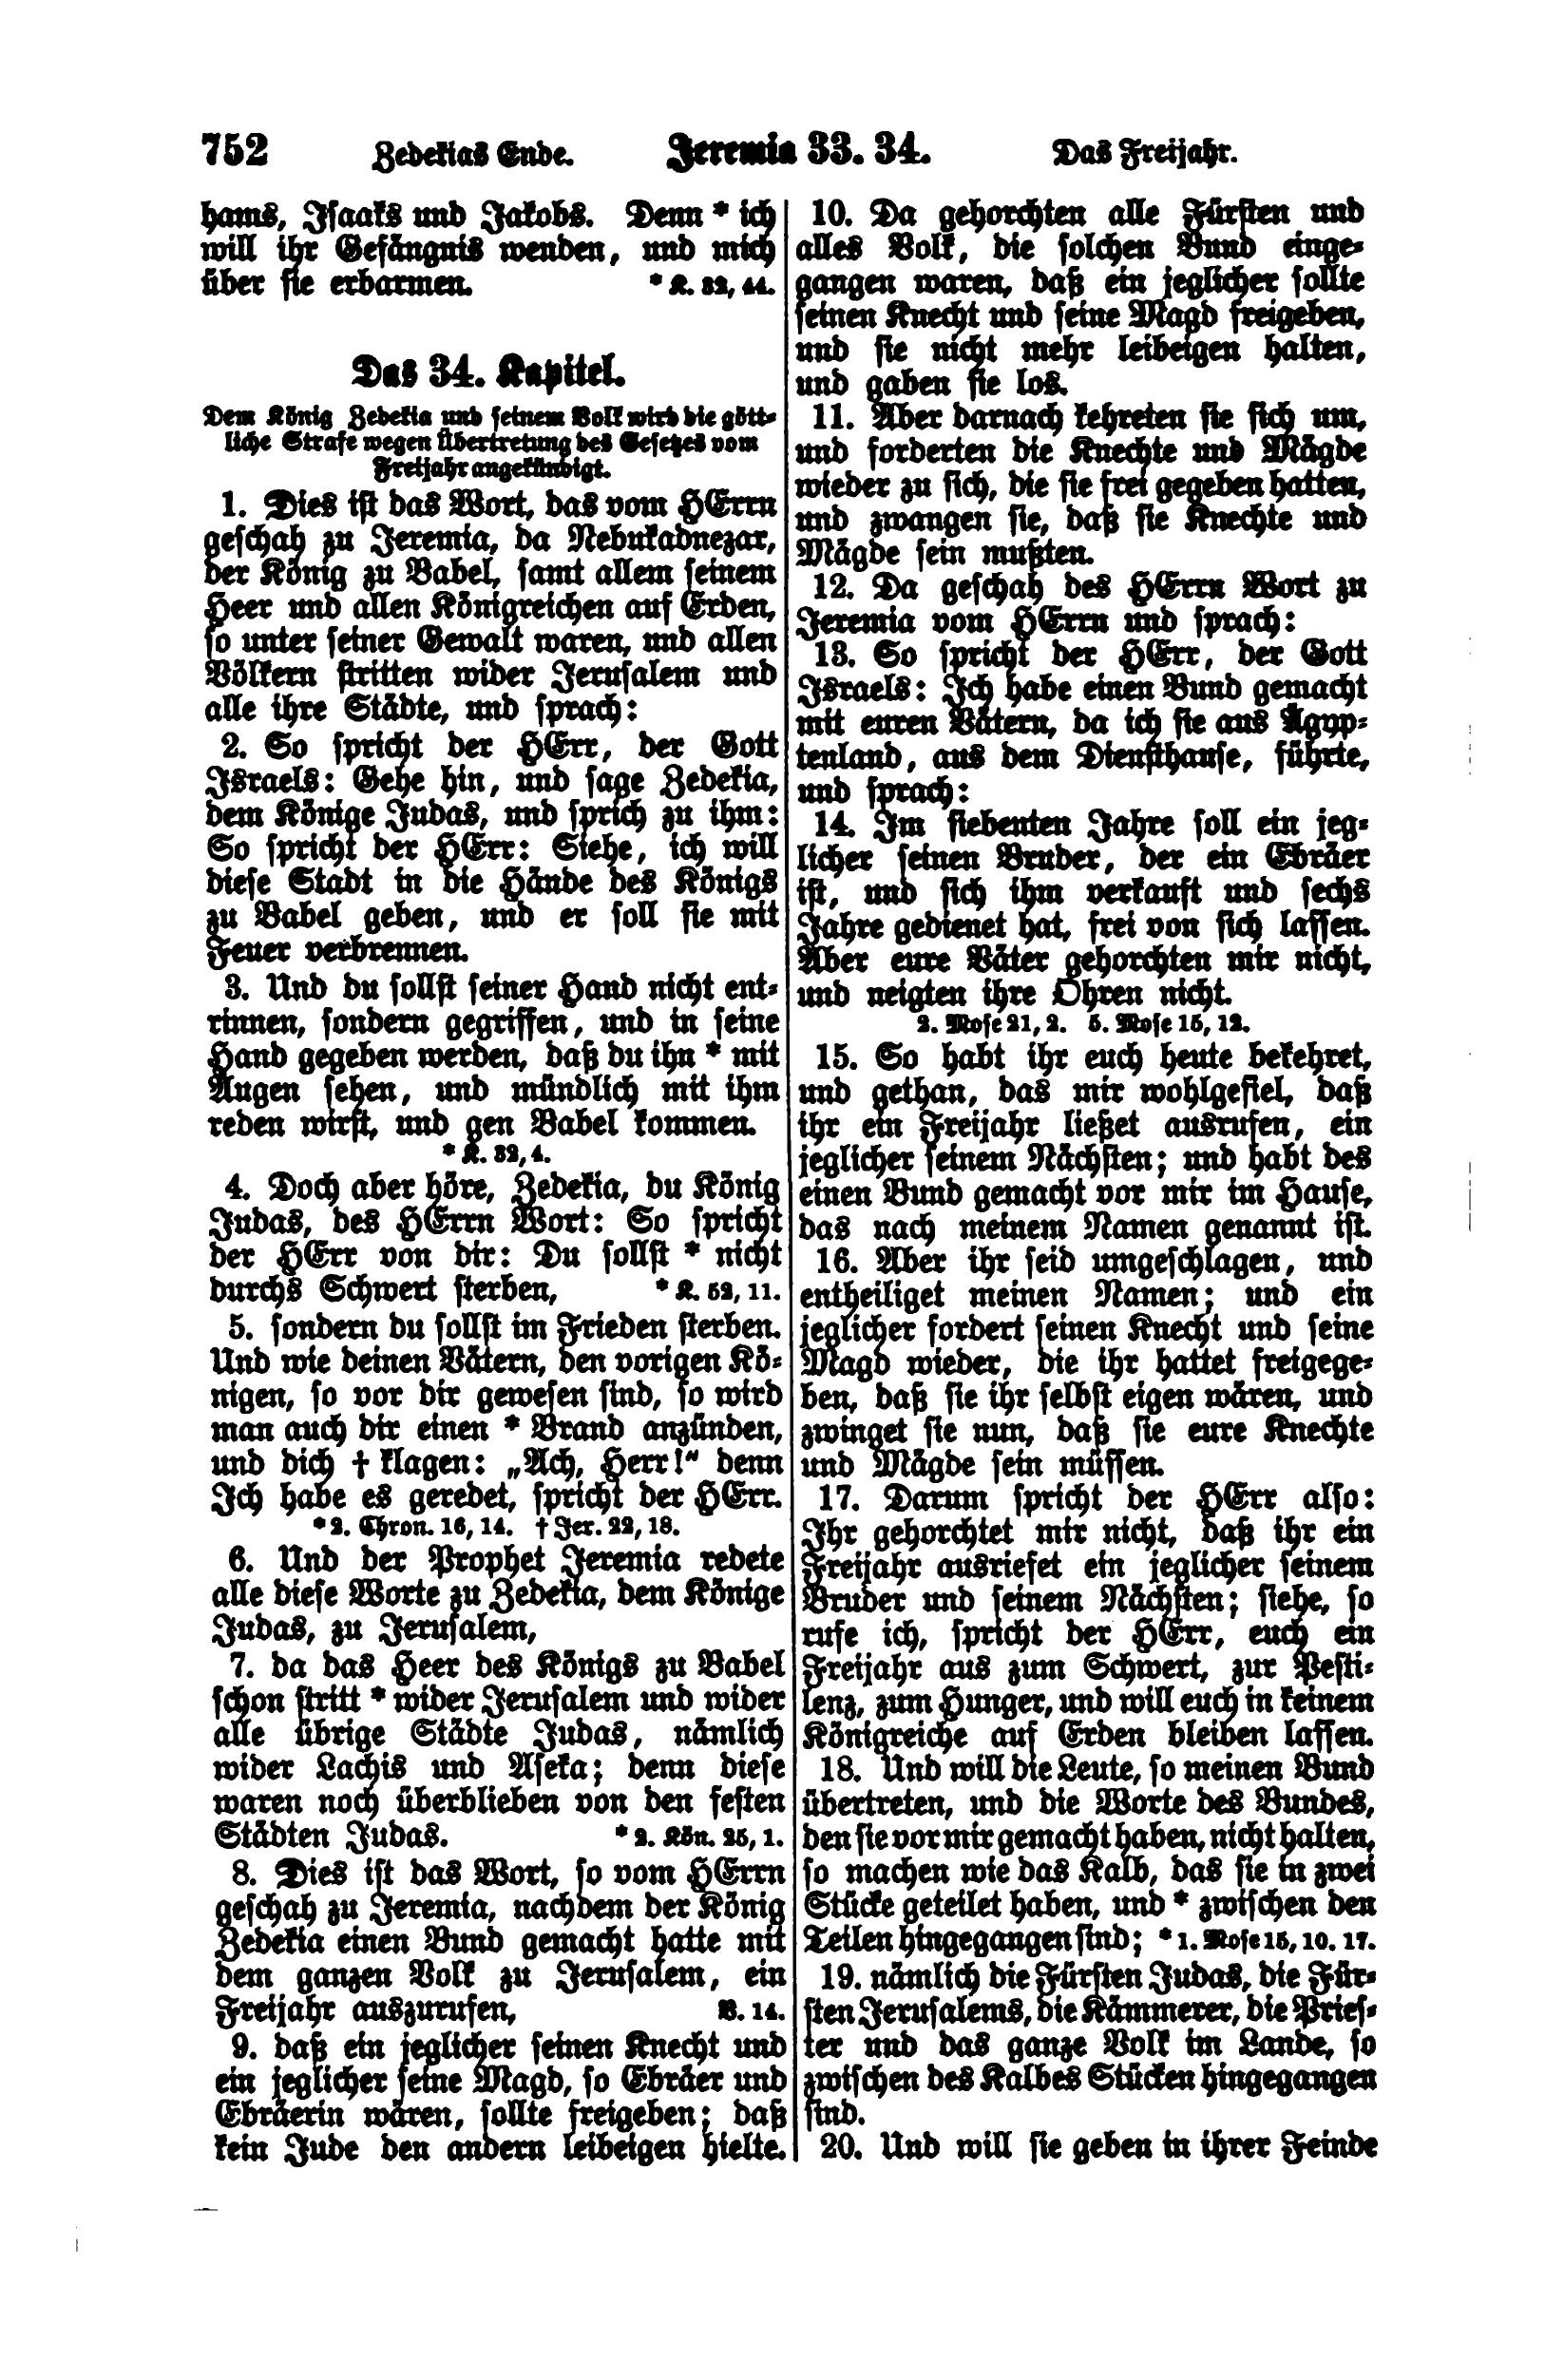 752 Zedekias Ende. Jeremia 33. 34. Das Freijahr.
hams, Isaaks und Jakobs. Denn * ich
will ihr Gefängnis wenden, und mich
über sie erbarmen. * K. 32, 44.
Das 34. Kapitel.
Dem König Zedekia und seinem Volk wird die gött-
liche Strafe wegen Übertretung des Gesetzes vom
Freijahr angekündigt.
1. Dies ist das Wort, das vom HErrn
geschah zu Jeremia, da Nebukadnezar,
der König zu Babel, samt allem seinem
Heer und allen Königreichen auf Erden,
so unter seiner Gewalt waren, und allen
Völkern stritten wider Jerusalem und
alle ihre Städte, und sprach:
2. So spricht der HErr, der Gott
Israels: Gehe hin, und sage Zedekia,
dem Könige Judas, und sprich zu ihm:
So spricht der HErr: Siehe, ich will
diese Stadt in die Hände des Königs
zu Babel geben, und er soll sie mit
Feuer verbrennen.
3. Und du sollst seiner Hand nicht ent-
rinnen, sondern gegriffen, und in seine
Hand gegeben werden, daß du ihn * mit
Augen sehen, und mündlich mit ihm
reden wirst, und gen Babel kommen.
* K. 32, 4.
4. Doch aber höre, Zedekia, du König
Judas, des HErrn Wort: So spricht
der HErr von dir: Du sollst * nicht
durchs Schwert sterben, * K. 52, 11.
5. sondern du sollst im Frieden sterben.
Und wie deinen Vätern, den vorigen Kö-
nigen, so vor dir gewesen sind, so wird
man auch dir einen * Brand anzünden,
und dich † klagen: „Ach, Herr!“ denn
Ich habe es geredet, spricht der HErr.
* 2. Chron. 16, 14. † Jer. 22, 18.
6. Und der Prophet Jeremia redete
alle diese Worte zu Zedekia, dem Könige
Judas, zu Jerusalem,
7. da das Heer des Königs zu Babel
schon stritt * wider Jerusalem und wider
alle übrige Städte Judas, nämlich
wider Lachis und Aseka; denn diese
waren noch überblieben von den festen
Städten Judas. * 2. Kön. 25, 1.
8. Dies ist das Wort, so vom HErrn
geschah zu Jeremia, nachdem der König
Zedekia einen Bund gemacht hatte mit
dem ganzen Volk zu Jerusalem, ein
Freijahr auszurufen, V. 14.
9. daß ein jeglicher seinen Knecht und
ein jeglicher seine Magd, so Ebräer und
Ebräerin wären, sollte freigeben; daß
kein Jude den andern leibeigen hielte.
10. Da gehorchten alle Fürsten und
alles Volk, die solchen Bund einge-
gangen waren, daß ein jeglicher sollte
seinen Knecht und seine Magd freigeben,
und sie nicht mehr leibeigen halten,
und gaben sie los.
11. Aber darnach kehreten sie sich um,
und forderten die Knechte und Mägde
wieder zu sich, die sie frei gegeben hatten,
und zwangen sie, daß sie Knechte und
Mägde sein mußten.
12. Da geschah des HErrn Wort zu
Jeremia vom HErrn und sprach:
13. So spricht der HErr, der Gott
Israels: Ich habe einen Bund gemacht
mit euren Vätern, da ich sie aus Ägyp-
tenland, aus dem Diensthause, führte,
und sprach:
14. Im siebenten Jahre soll ein jeg-
licher seinen Bruder, der ein Ebräer
ist, und sich ihm verkauft und sechs
Jahre gedienet hat, frei von sich lassen.
Aber eure Väter gehorchten mir nicht,
und neigten ihre Ohren nicht.
2. Mose 21, 2. 5. Mose 15, 12.
15. So habt ihr euch heute bekehret,
und gethan, das mir wohlgefiel, daß
ihr ein Freijahr ließet ausrufen, ein
jeglicher seinem Nächsten; und habt des
einen Bund gemacht vor mir im Hause,
das nach meinem Namen genannt ist.
16. Aber ihr seid umgeschlagen, und
entheiliget meinen Namen; und ein
jeglicher fordert seinen Knecht und seine
Magd wieder, die ihr hattet freigege-
ben, daß sie ihr selbst eigen wären, und
zwinget sie nun, daß sie eure Knechte
und Mägde sein müssen.
17. Darum spricht der HErr also:
Ihr gehorchtet mir nicht, daß ihr ein
Freijahr ausriefet ein jeglicher seinem
Bruder und seinem Nächsten; siehe, so
rufe ich, spricht der HErr, euch ein
Freijahr aus zum Schwert, zur Pesti-
lenz, zum Hunger, und will euch in keinem
Königreiche auf Erden bleiben lassen.
18. Und will die Leute, so meinen Bund
übertreten, und die Worte des Bundes,
den sie vor mir gemacht haben, nicht halten,
so machen wie das Kalb, das sie in zwei
Stücke geteilet haben, und * zwischen den
Teilen hingegangen sind; * 1. Mose 15, 10. 17.
19. nämlich die Fürsten Judas, die Für-
sten Jerusalems, die Kämmerer, die Pries-
ter und das ganze Volk im Lande, so
zwischen des Kalbes Stücken hingegangen
sind.
20. Und will sie geben in ihrer Feinde